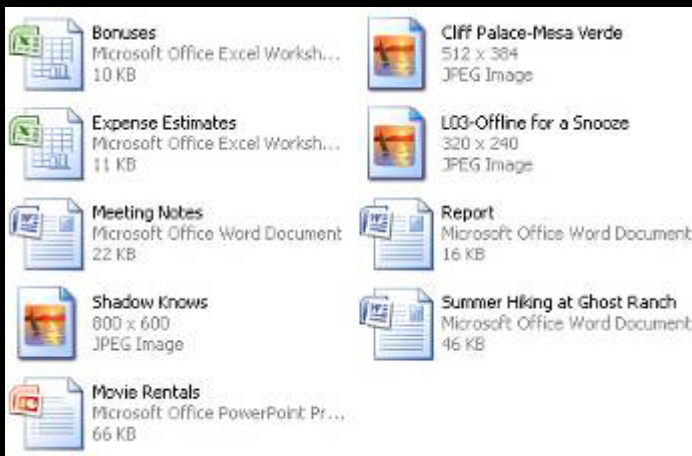 Bonuses
Microsoft Office Excel Worksh...
10 KB
Cliff Palace-Mesa Verde
512 x 384
JPEG Image
Expense Estimates
Microsoft Office Excel Worksh...
11 KB
L03-Offline for a Snooze
320 x 240
JPEG Image
Meeting Notes
Microsoft Office Word Document
22 KB
Report
Microsoft Office Word Document
16 KB
Shadow Knows
800 x 600
JPEG Image
Summer Hiking at Ghost Ranch
Microsoft Office Word Document
46 KB
Movie Rentals
Microsoft Office PowerPoint Pr...
66 KB